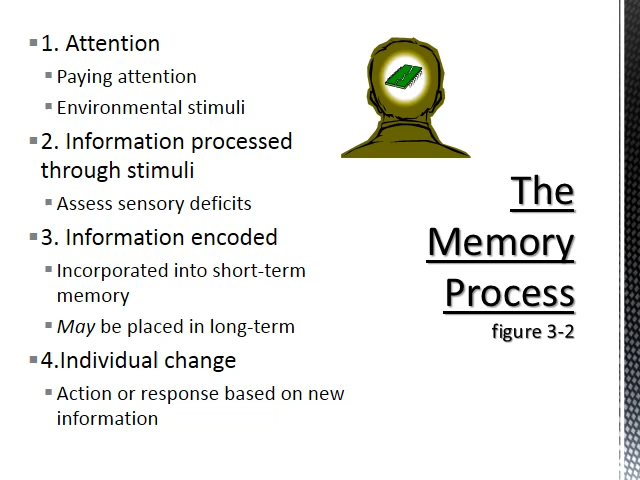 1. Attention
Paying attention
Environmental stimuli
2. Information processed
through stimuli
Assess sensory deficits
3. Information encoded
Incorporated into short-term
memory
May be placed in long-term
4.Individual change
Action or response based on new
information
The
Memory
Process
figure 3-2